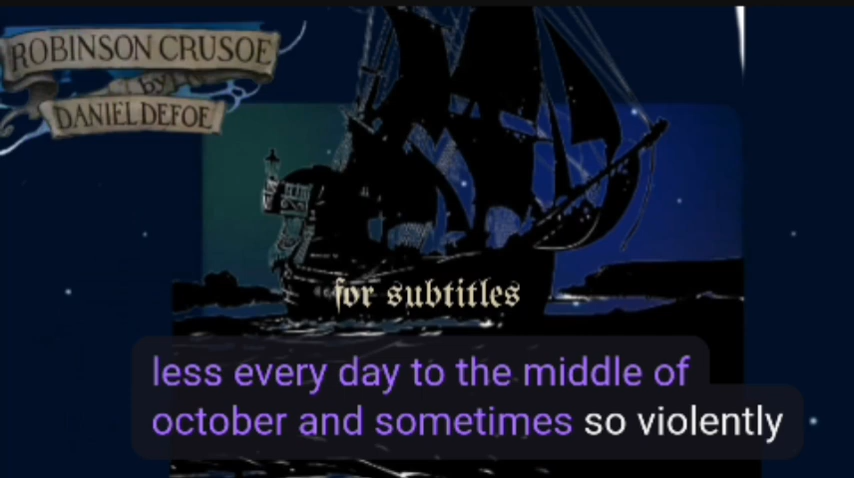 ROBINSON CRUSOE
by
DANIEL DEFOE
for subtitles
less every day to the middle of
october and sometimes so violently